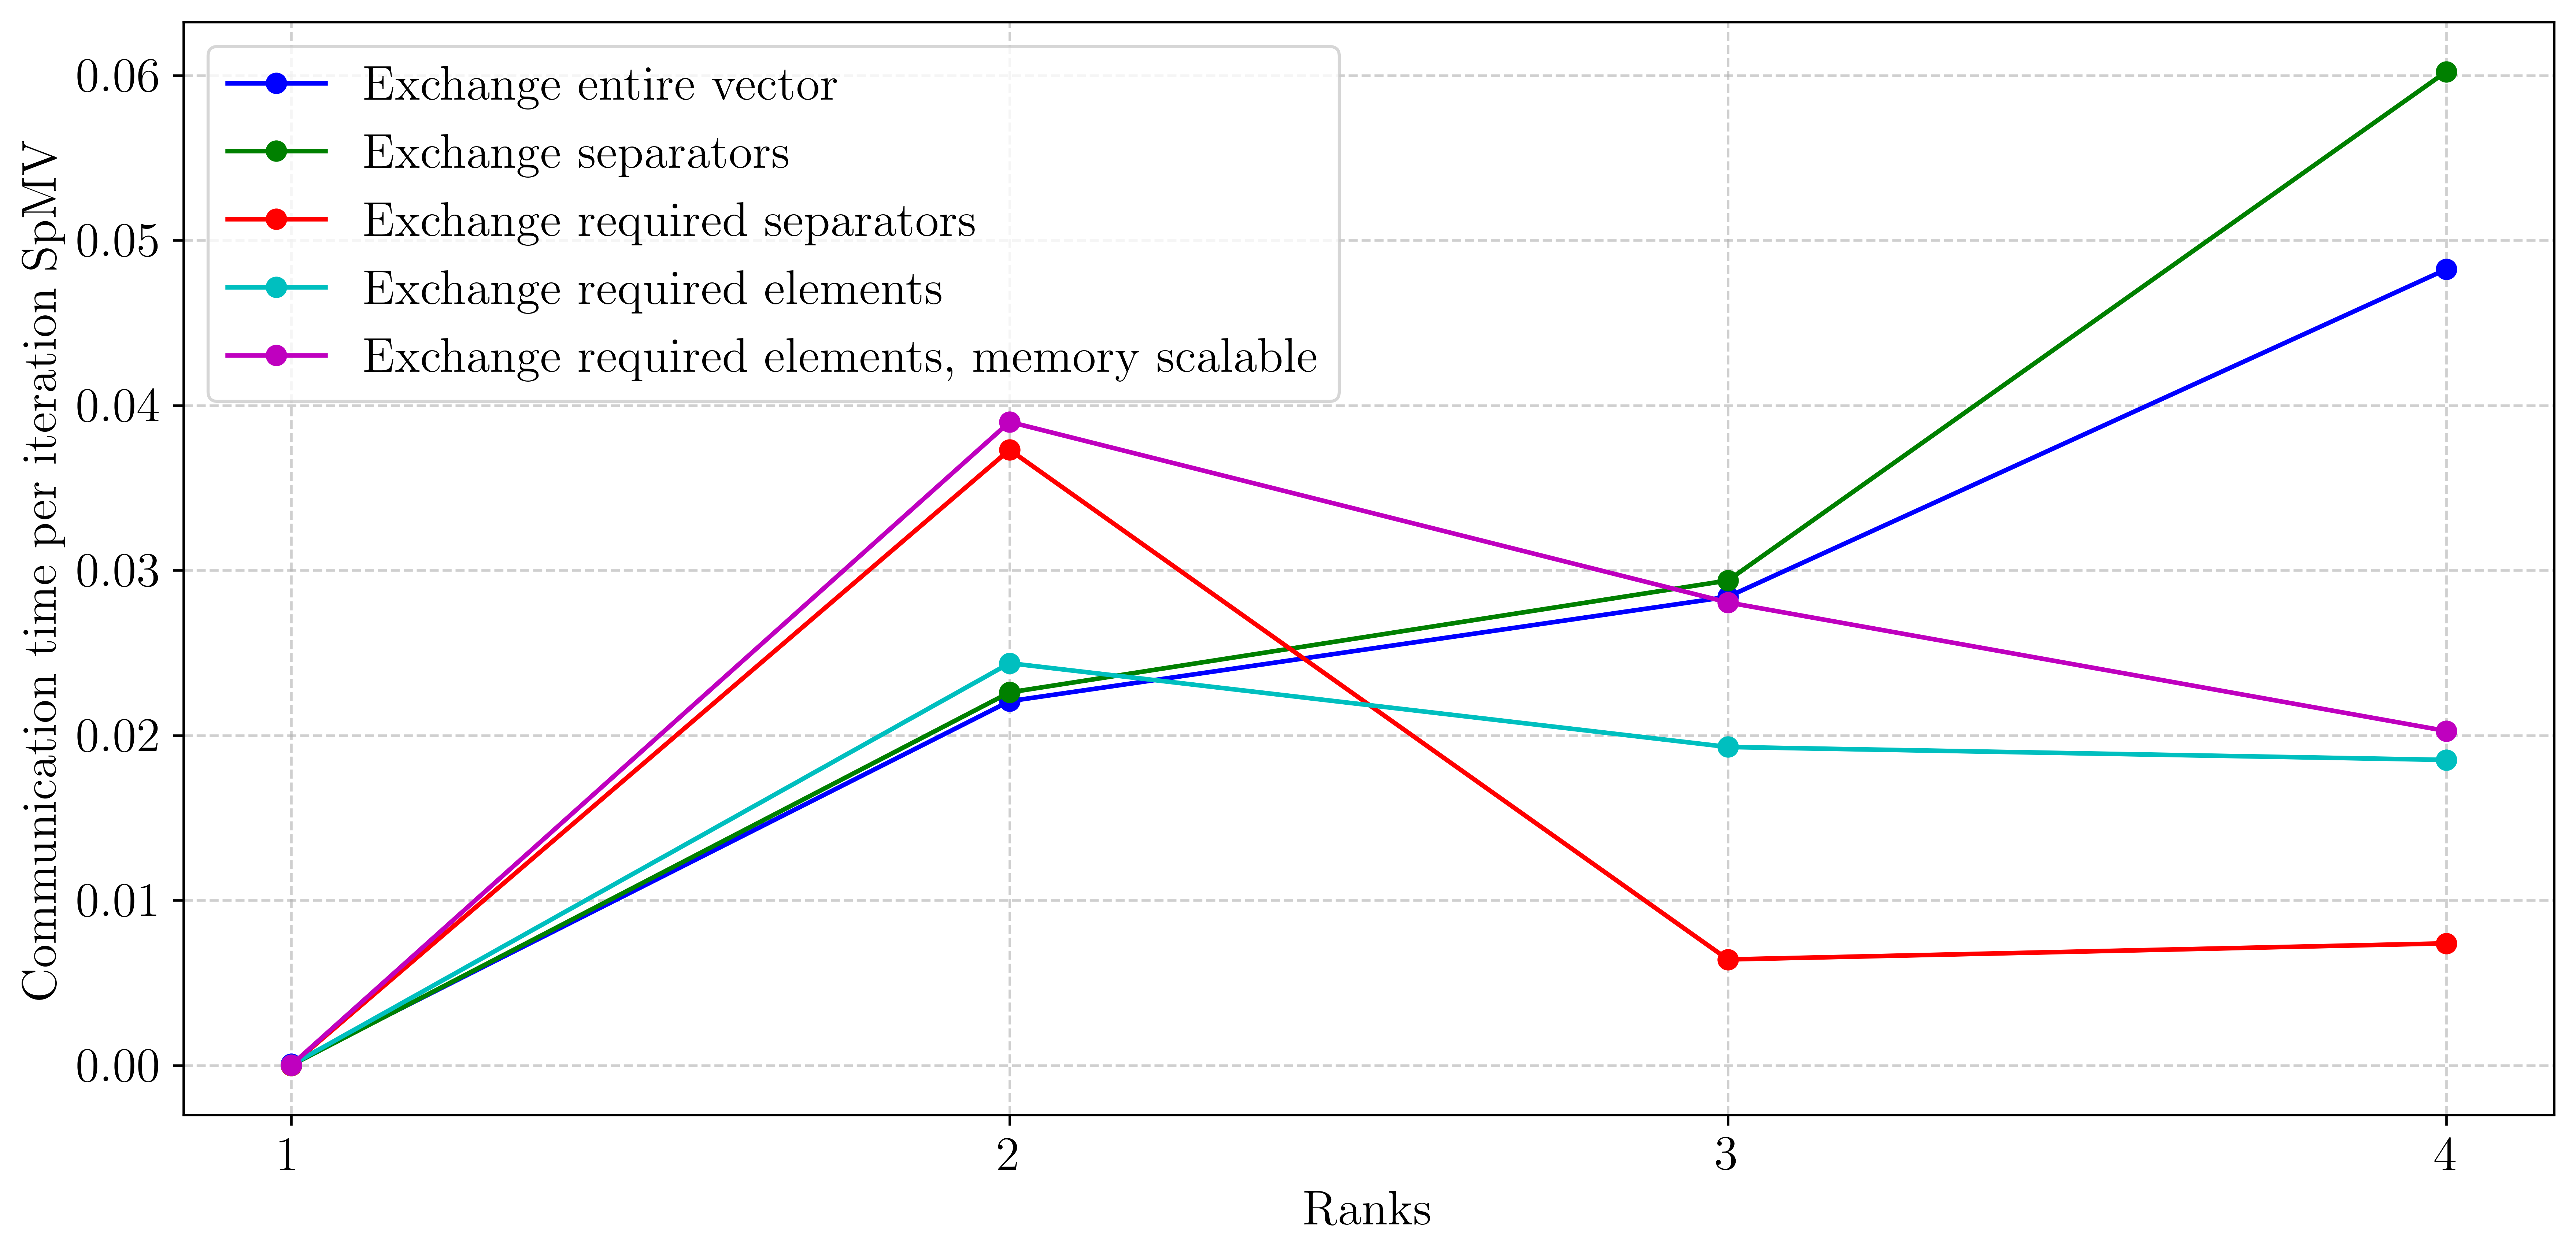 Communication time per iteration SpMV
0.06
0.05
0.04
0.03
0.02
0.01
0.00
Exchange entire vector
Exchange separators
Exchange required separators
Exchange required elements
Exchange required elements, memory scalable
1
2
3
4
Ranks